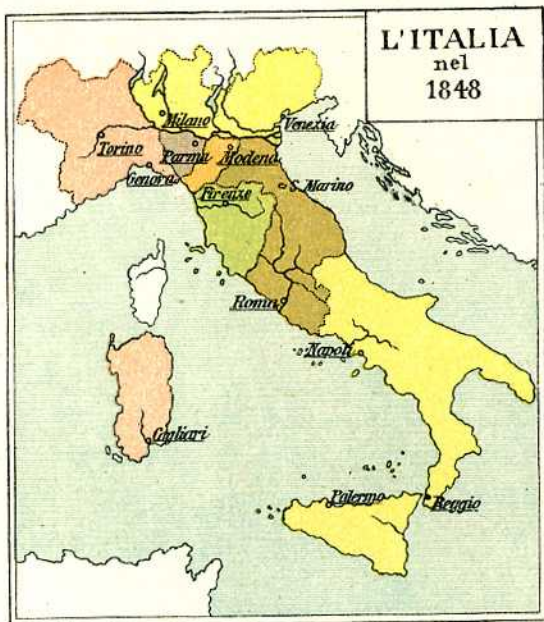 L'ITALIA
nel
1848
Milano
Venezia
Torino
Parma
Modena
Genova
Firenze
S. Marino
Roma
Napoli
Cagliari
Palermo
Reggio